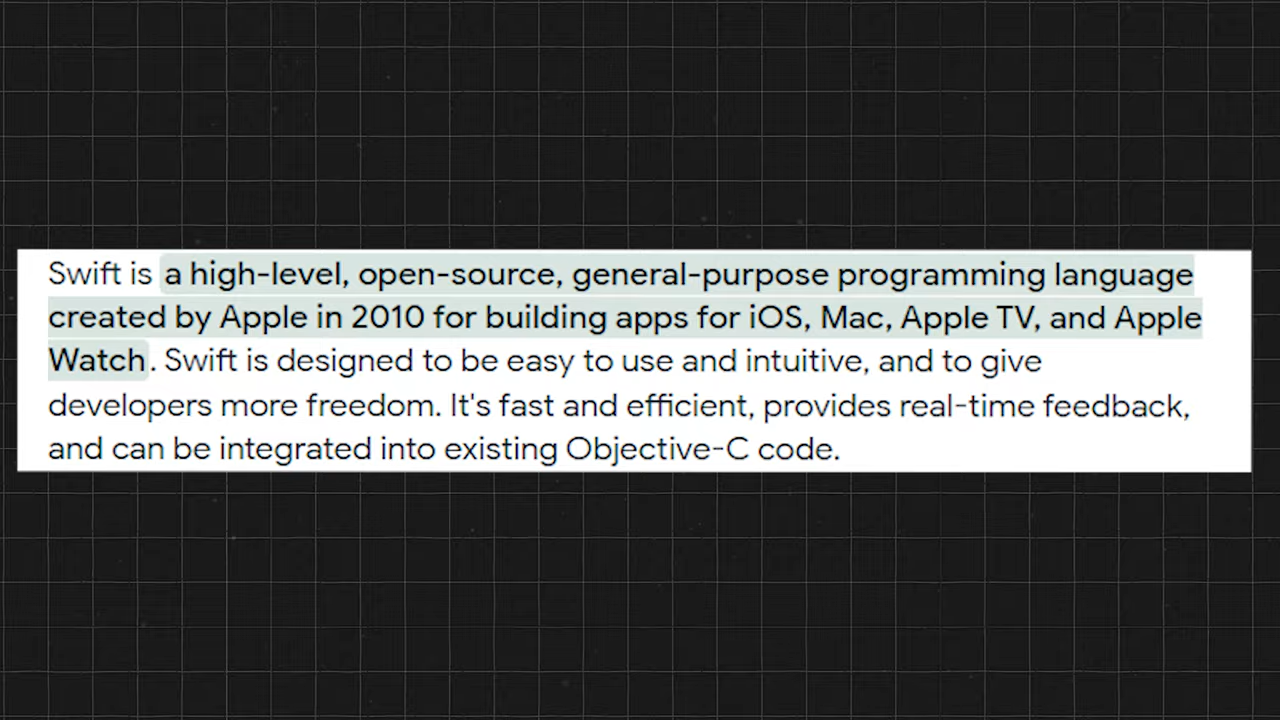 Swift is a high-level, open-source, general-purpose programming language
created by Apple in 2010 for building apps for iOS, Mac, Apple TV, and Apple
Watch. Swift is designed to be easy to use and intuitive, and to give
developers more freedom. It's fast and efficient, provides real-time feedback,
and can be integrated into existing Objective-C code.